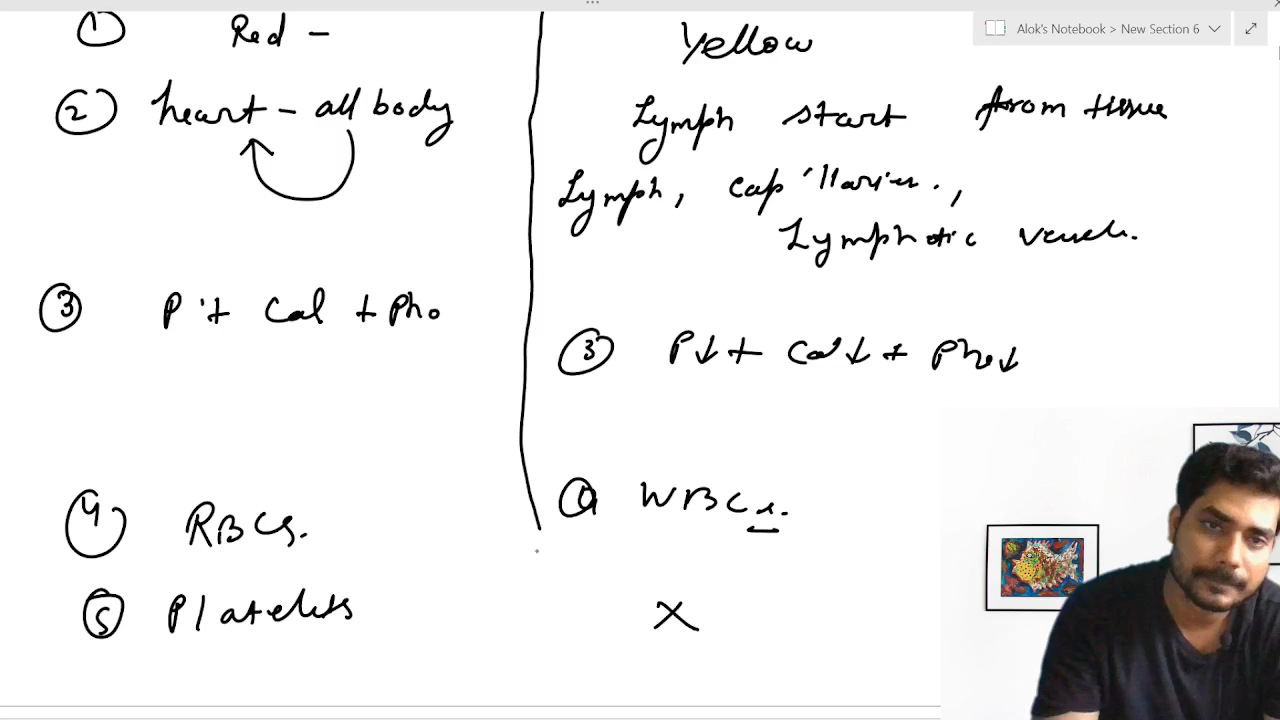 Alok's Notebook > New Section 6
① Red -
Yellow
② heart - all body
Lymph start from tissue
Lymph, Capillaries.,
Lymphatic vessels.
③ P + Cal + Pho
③ P↓ + Cal↓ + Pho↓
④ RBCs.
④ WBCs.
⑤ Platelets
X